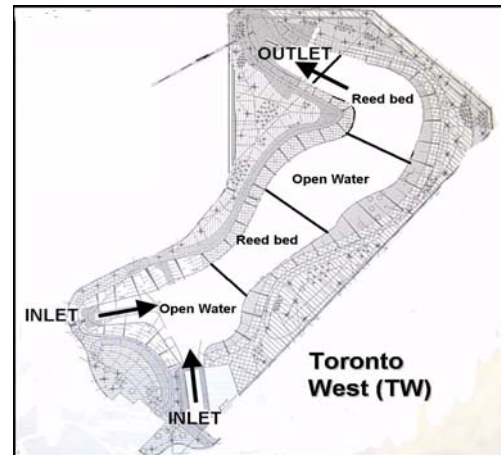 OUTLET
Reed bed
Open Water
Reed bed
INLET
Open Water
Toronto
West (TW)
INLET